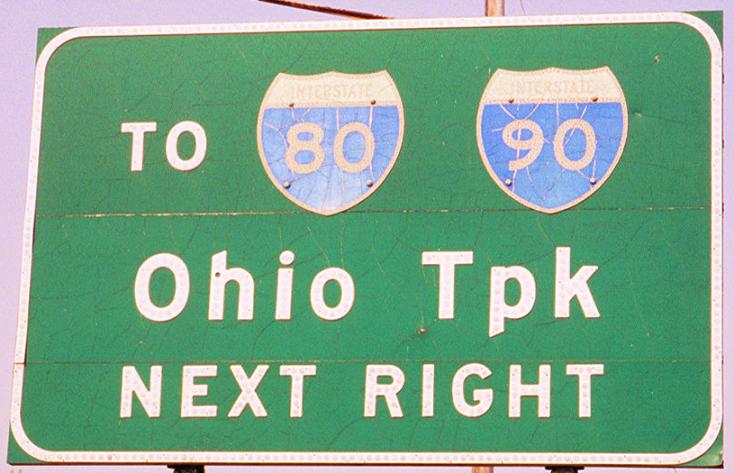 INTERSTATE INTERSTATE
TO 80 90
Ohio Tpk
NEXT RIGHT